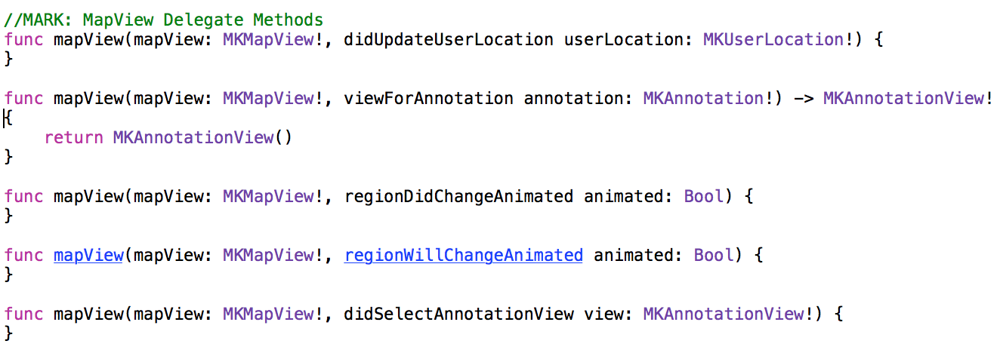 //MARK: MapView Delegate Methods
func mapView(mapView: MKMapView!, didUpdateUserLocation userLocation: MKUserLocation!) {
}
func mapView(mapView: MKMapView!, viewForAnnotation annotation: MKAnnotation!) -> MKAnnotationView!
{
    return MKAnnotationView()
}
func mapView(mapView: MKMapView!, regionDidChangeAnimated animated: Bool) {
}
func mapView(mapView: MKMapView!, regionWillChangeAnimated animated: Bool) {
}
func mapView(mapView: MKMapView!, didSelectAnnotationView view: MKAnnotationView!) {
}